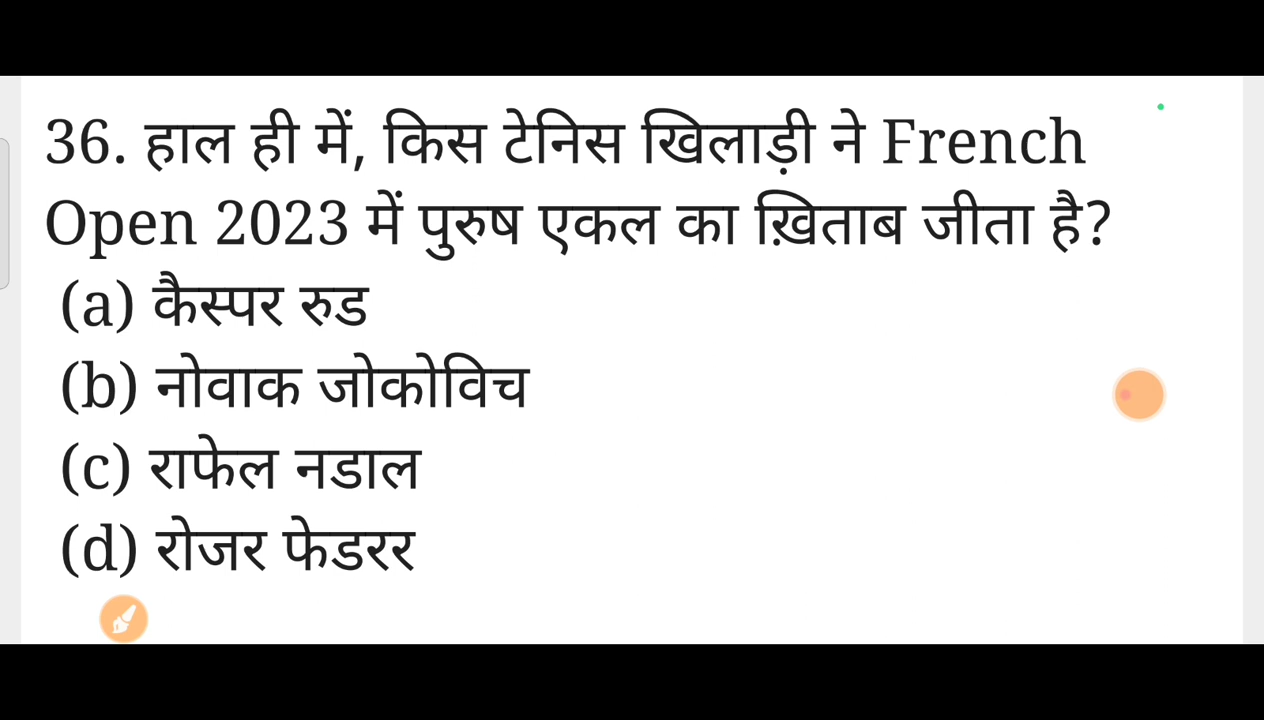 36. हाल ही में, किस टेनिस खिलाड़ी ने French
Open 2023 में पुरुष एकल का ख़िताब जीता है?
(a) कैस्पर रुड
(b) नोवाक जोकोविच
(c) राफेल नडाल
(d) रोजर फेडरर